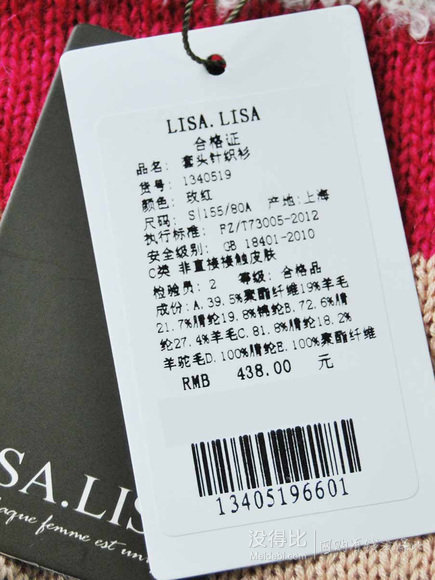 LISA.LISA
合格证
品名: 套头针织衫
货号: 1340519
颜色: 玫红
尺码: S|155/80A 产地:上海
执行标准: FZ/T73005-2012
安全级别: GB 18401-2010
C类 非直接接触皮肤
检验员: 2 等级: 合格品
成份:A.39.5%聚酯纤维19%羊毛
21.7%腈纶19.8%锦纶B.72.6%腈
纶27.4%羊毛C.81.8%腈纶18.2%
羊驼毛D.100%腈纶E.100%聚酯纤维
RMB 438.00 元
13405196601
SA.LIS
aque femme est un
没得比
Meidebi.com